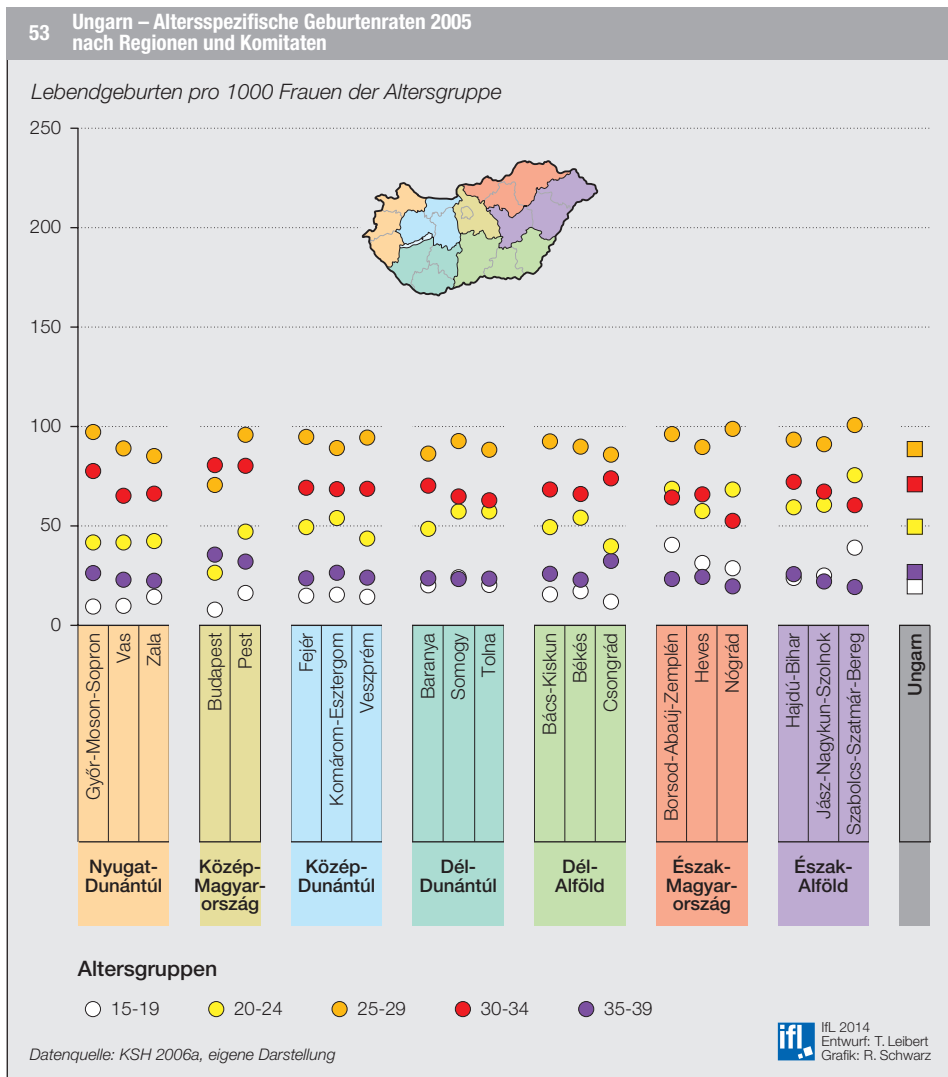 53
Ungarn – Altersspezifische Geburtenraten 2005
nach Regionen und Komitaten
Lebendgeburten pro 1000 Frauen der Altersgruppe
250
200
150
100
50
0
Győr-Moson-Sopron
Vas
Zala
Budapest
Pest
Fejér
Komárom-Esztergom
Veszprém
Baranya
Somogy
Tolna
Bács-Kiskun
Békés
Csongrád
Borsod-Abaúj-Zemplén
Heves
Nógrád
Hajdú-Bihar
Jász-Nagykun-Szolnok
Szabolcs-Szatmár-Bereg
Ungarn
Nyugat-
Dunántúl
Közép-
Magyar-
ország
Közép-
Dunántúl
Dél-
Dunántúl
Dél-
Alföld
Észak-
Magyar-
ország
Észak-
Alföld
Altersgruppen
15-19
20-24
25-29
30-34
35-39
Datenquelle: KSH 2006a, eigene Darstellung
ifl
IfL 2014
Entwurf: T. Leibert
Grafik: R. Schwarz